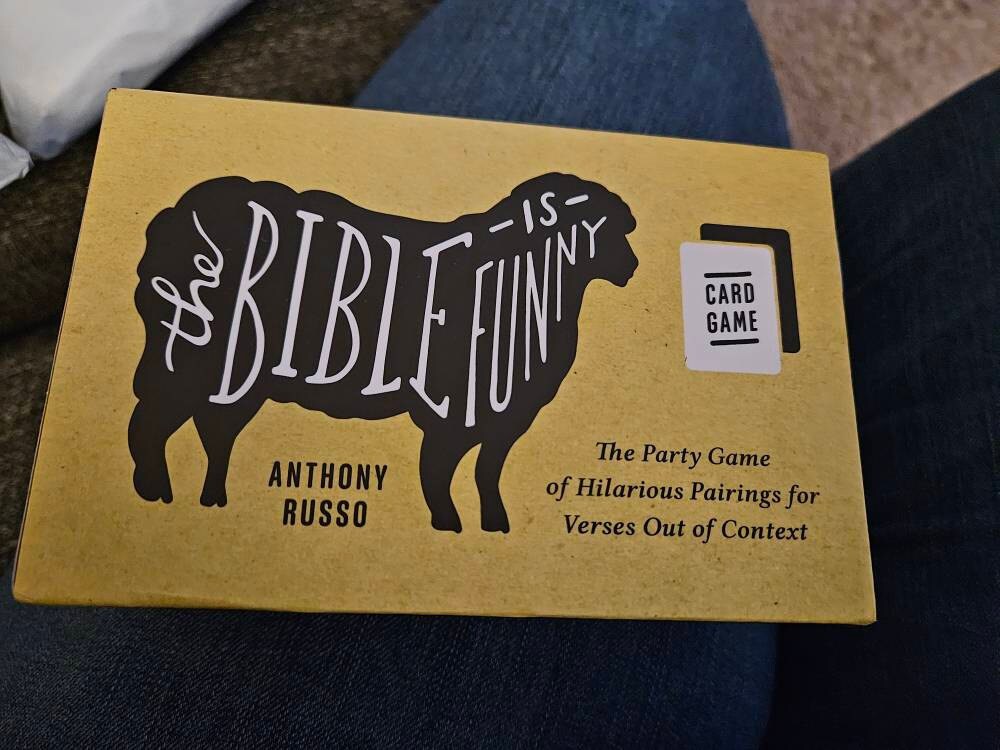 the BIBLE -IS- FUNNY
ANTHONY
RUSSO
CARD
GAME
The Party Game
of Hilarious Pairings for
Verses Out of Context